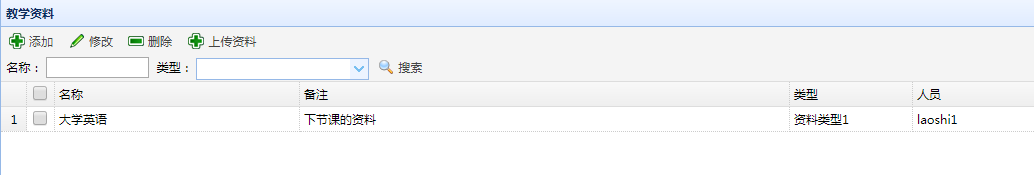 教学资料
添加 修改 删除 上传资料
名称： 类型： 搜索
名称 备注 类型 人员
1 大学英语 下节课的资料 资料类型1 laoshi1